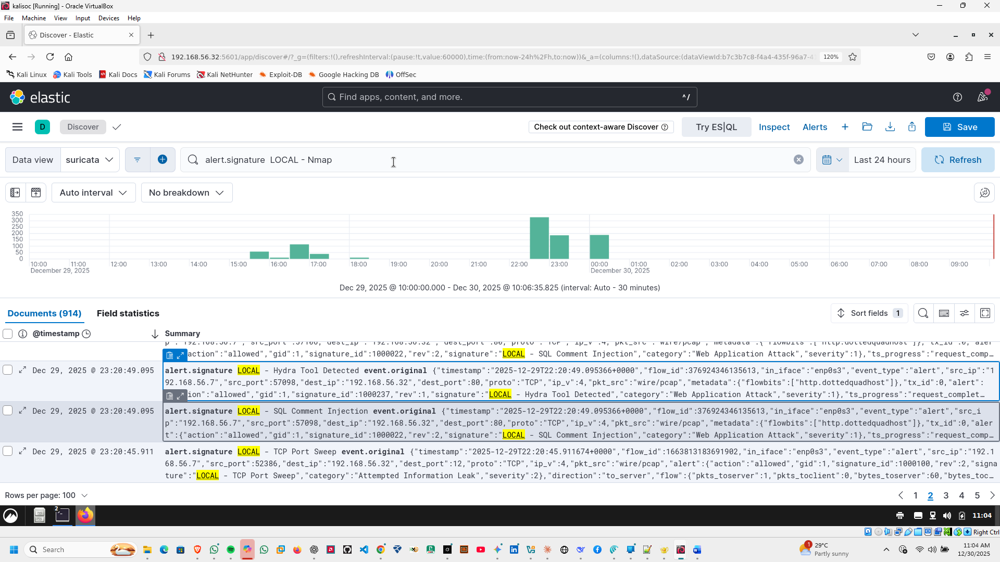 kalisoc [Running] - Oracle VirtualBox
File Machine View Input Devices Help
Discover - Elastic
192.168.56.32:5601/app/discover#/?_g=(filters:!(),refreshInterval:(pause:!t,value:60000),time:(from:now-24h%2Fh,to:now))&_a=(columns:!(),dataSource:(dataViewId:b7c3b7c8-f4a4-435f-96a7-4 120%
Kali Linux Kali Tools Kali Docs Kali Forums Kali NetHunter Exploit-DB Google Hacking DB OffSec
elastic Find apps, content, and more. ^/
D Discover Check out context-aware Discover Try ES|QL Inspect Alerts Save
Data view suricata alert.signature LOCAL - Nmap Last 24 hours Refresh
Auto interval No breakdown
350
300
250
200
150
100
50
0
10:00 11:00 12:00 13:00 14:00 15:00 16:00 17:00 18:00 19:00 20:00 21:00 22:00 23:00 00:00 01:00 02:00 03:00 04:00 05:00 06:00 07:00 08:00 09:00
December 29, 2025 December 30, 2025
Dec 29, 2025 @ 10:00:00.000 - Dec 30, 2025 @ 10:06:35.825 (interval: Auto - 30 minutes)
Documents (914) Field statistics Sort fields 1
@timestamp Summary
p":"192.168.56.7","src_port":57106,"dest_ip":"192.168.56.32","dest_port":80,"proto":"TCP","ip_v":4,"pkt_src":"wire/pcap","metadata":{"flowbits":["http.dottedquadhost"]},"tx_id":0,"aler
action":"allowed","gid":1,"signature_id":1000022,"rev":2,"signature":"LOCAL - SQL Comment Injection","category":"Web Application Attack","severity":1},"ts_progress":"request_comp…
Dec 29, 2025 @ 23:20:49.095 alert.signature LOCAL - Hydra Tool Detected event.original {"timestamp":"2025-12-29T22:20:49.095366+0000","flow_id":376924346135613,"in_iface":"enp0s3","event_type":"alert","src_ip":"1
92.168.56.7","src_port":57098,"dest_ip":"192.168.56.32","dest_port":80,"proto":"TCP","ip_v":4,"pkt_src":"wire/pcap","metadata":{"flowbits":["http.dottedquadhost"]},"tx_id":0,"alert":
ion":"allowed","gid":1,"signature_id":1000237,"rev":1,"signature":"LOCAL - Hydra Tool Detected","category":"Web Application Attack","severity":1},"ts_progress":"request_complet…
Dec 29, 2025 @ 23:20:49.095 alert.signature LOCAL - SQL Comment Injection event.original {"timestamp":"2025-12-29T22:20:49.095366+0000","flow_id":376924346135613,"in_iface":"enp0s3","event_type":"alert","src_i
p":"192.168.56.7","src_port":57098,"dest_ip":"192.168.56.32","dest_port":80,"proto":"TCP","ip_v":4,"pkt_src":"wire/pcap","metadata":{"flowbits":["http.dottedquadhost"]},"tx_id":0,"aler
t":{"action":"allowed","gid":1,"signature_id":1000022,"rev":2,"signature":"LOCAL - SQL Comment Injection","category":"Web Application Attack","severity":1},"ts_progress":"request_comp…
Dec 29, 2025 @ 23:20:45.911 alert.signature LOCAL - TCP Port Sweep event.original {"timestamp":"2025-12-29T22:20:45.911674+0000","flow_id":1663813183691902,"in_iface":"enp0s3","event_type":"alert","src_ip":"192.1
68.56.7","src_port":52386,"dest_ip":"192.168.56.32","dest_port":12,"proto":"TCP","ip_v":4,"pkt_src":"wire/pcap","alert":{"action":"allowed","gid":1,"signature_id":1000100,"rev":2,"signa
ture":"LOCAL - TCP Port Sweep","category":"Attempted Information Leak","severity":2},"direction":"to_server","flow":{"pkts_toserver":1,"pkts_toclient":0,"bytes_toserver":60,"bytes_toc…
Rows per page: 100 1 2 3 4 5
2 11:04
Right Ctrl
Search 1 29°C 11:04 AM
Partly sunny 12/30/2025